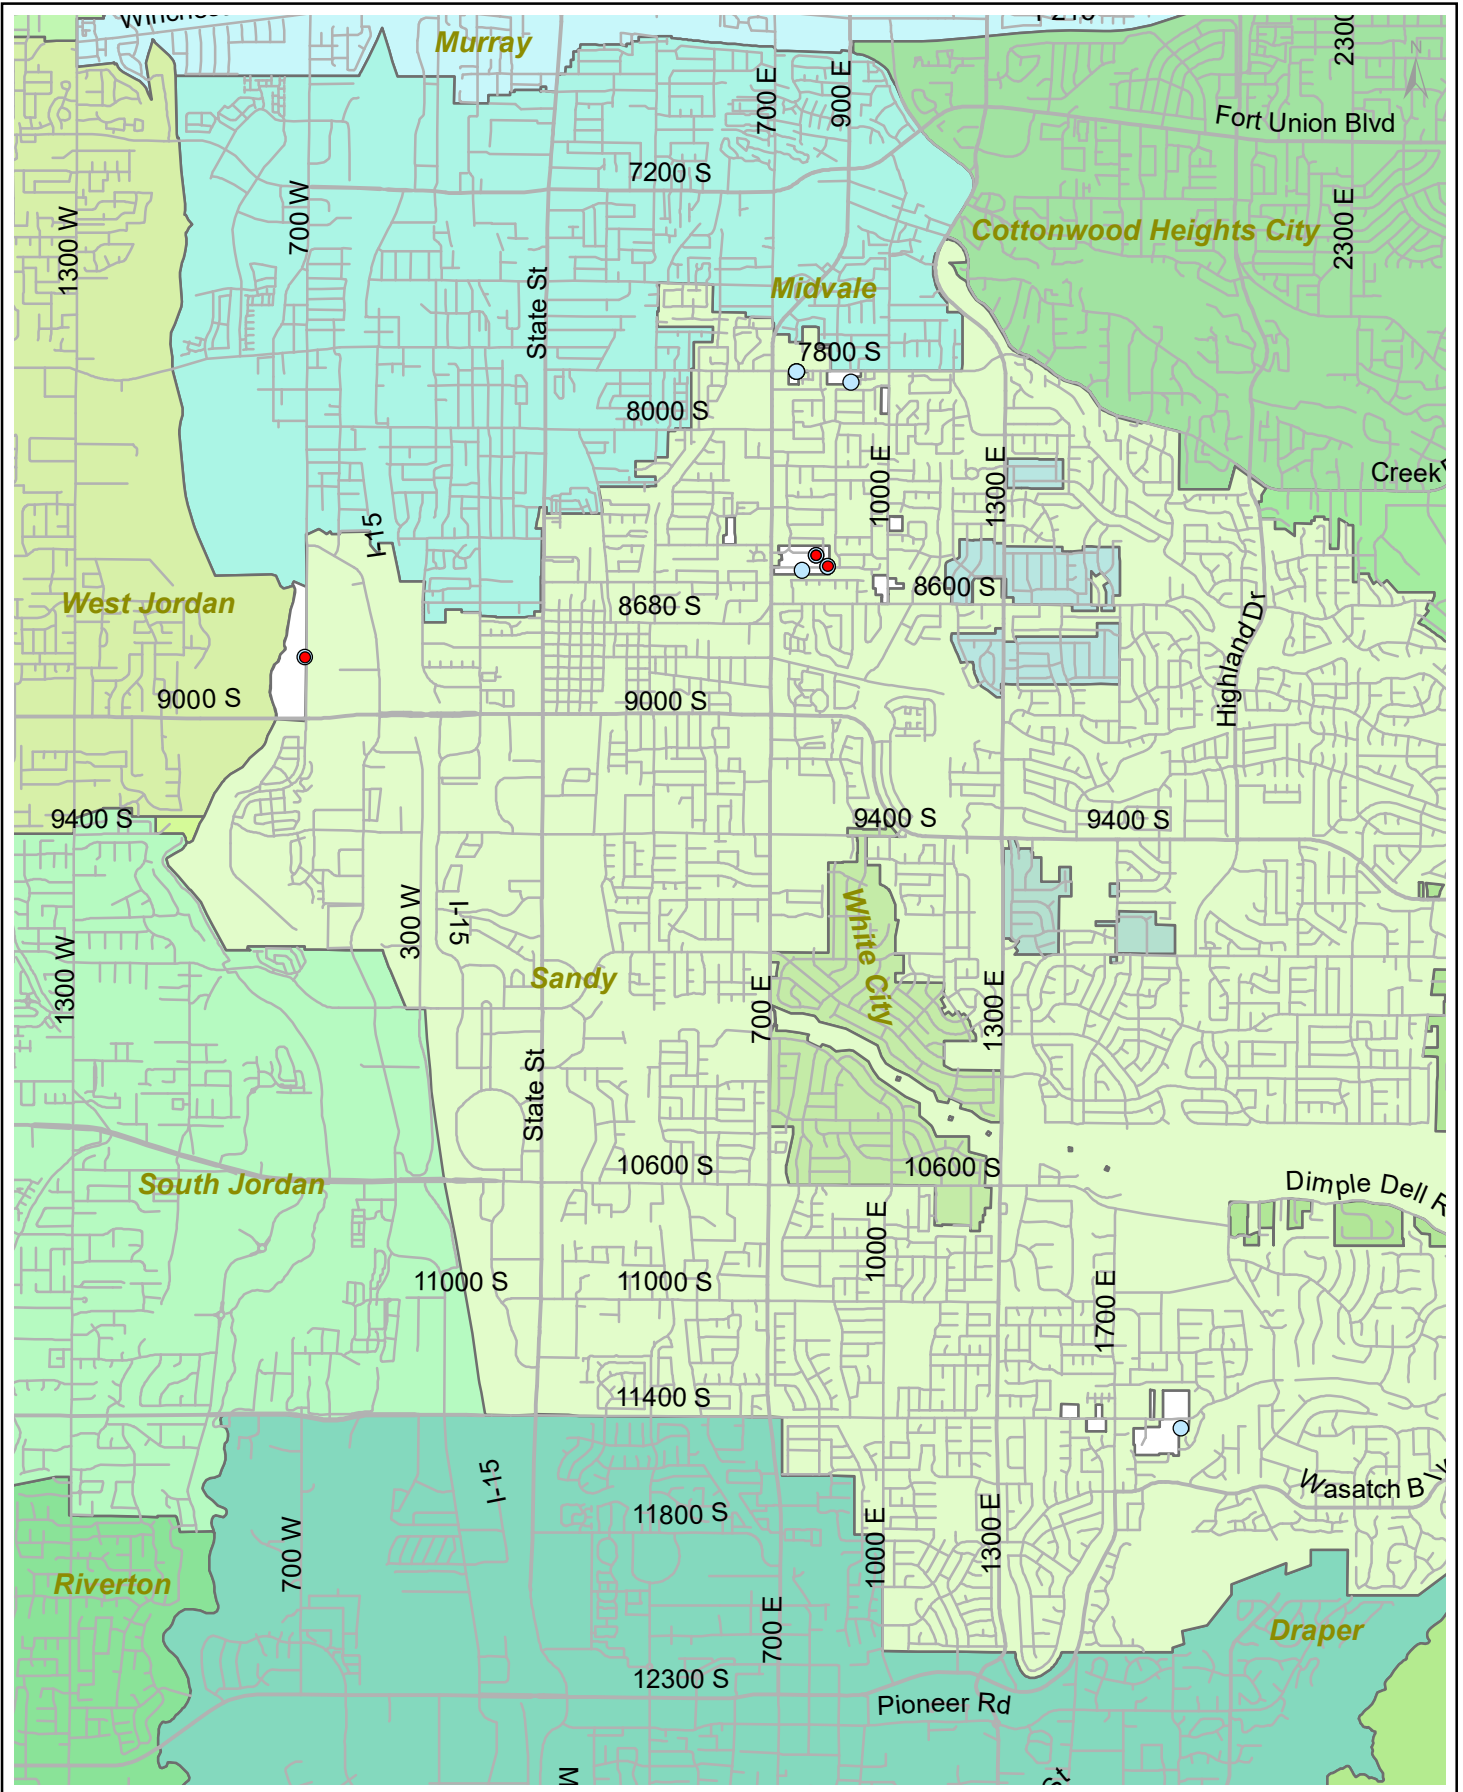 Murray
2300
700 E
900 E
Fort Union Blvd
7200 S
1300 W
700 W
Cottonwood Heights City
2300 E
Midvale
State St
7800 S
8000 S
1000 E
1300 E
Creek
I-15
West Jordan
8680 S
8600 S
Highland Dr
9000 S
9000 S
9400 S
9400 S
9400 S
300 W
I-15
White City
1300 W
Sandy
700 E
1300 E
State St
10600 S
10600 S
South Jordan
Dimple Dell R
1000 E
11000 S
11000 S
1700 E
11400 S
I-15
Wasatch Blv
11800 S
700 W
1000 E
1300 E
Riverton
700 E
Draper
12300 S
Pioneer Rd
M
St
N